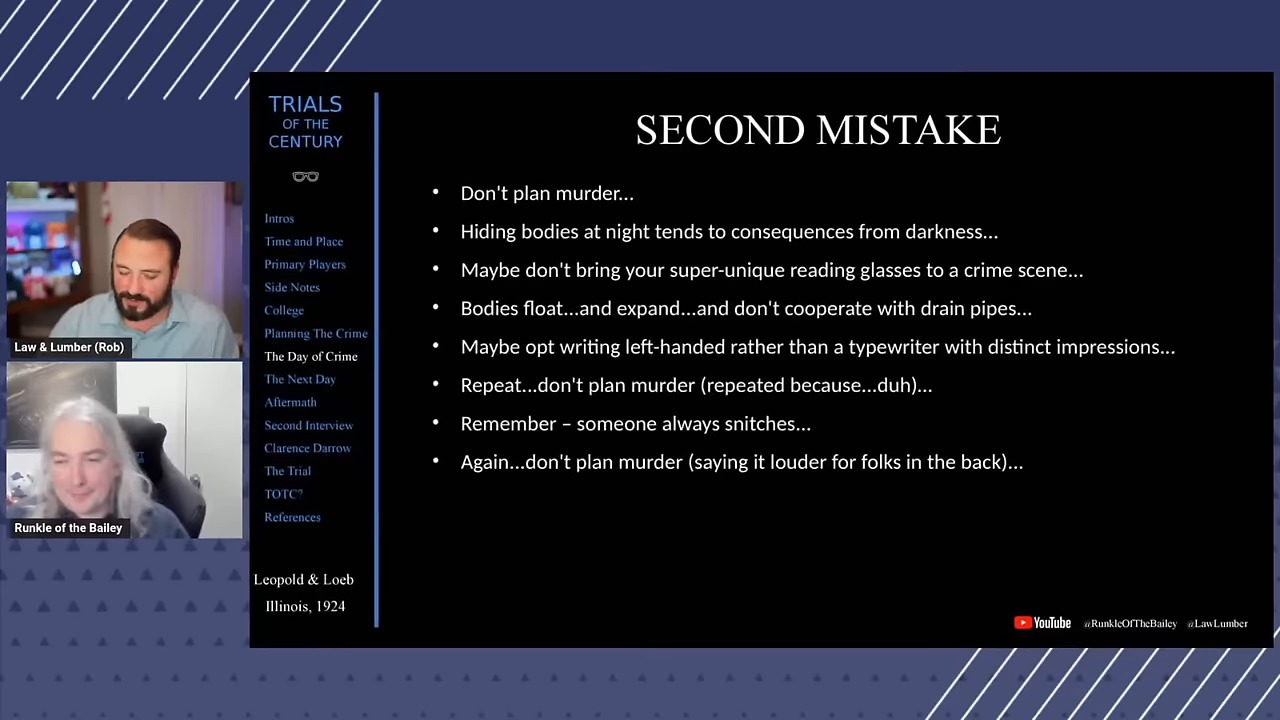 TRIALS
OF THE
CENTURY
Intros
Time and Place
Primary Players
Side Notes
College
Planning The Crime
The Day of Crime
The Next Day
Aftermath
Second Interview
Clarence Darrow
The Trial
TOTC?
References
Leopold & Loeb
Illinois, 1924
SECOND MISTAKE
• Don't plan murder...
• Hiding bodies at night tends to consequences from darkness...
• Maybe don't bring your super-unique reading glasses to a crime scene...
• Bodies float...and expand...and don't cooperate with drain pipes...
• Maybe opt writing left-handed rather than a typewriter with distinct impressions...
• Repeat...don't plan murder (repeated because...duh)...
• Remember – someone always snitches...
• Again...don't plan murder (saying it louder for folks in the back)...
YouTube @RunkleOfTheBailey @LawLumber
Law & Lumber (Rob)
Runkle of the Bailey